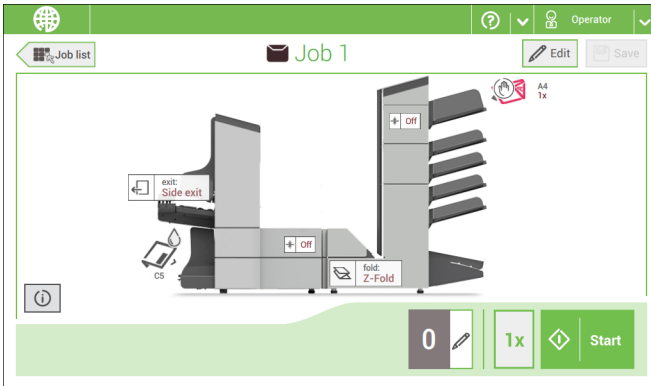 Operator
Job list
Job 1
Edit
Save
A4
1x
Off
exit:
Side exit
Off
fold:
Z-Fold
C5
0
1x
Start